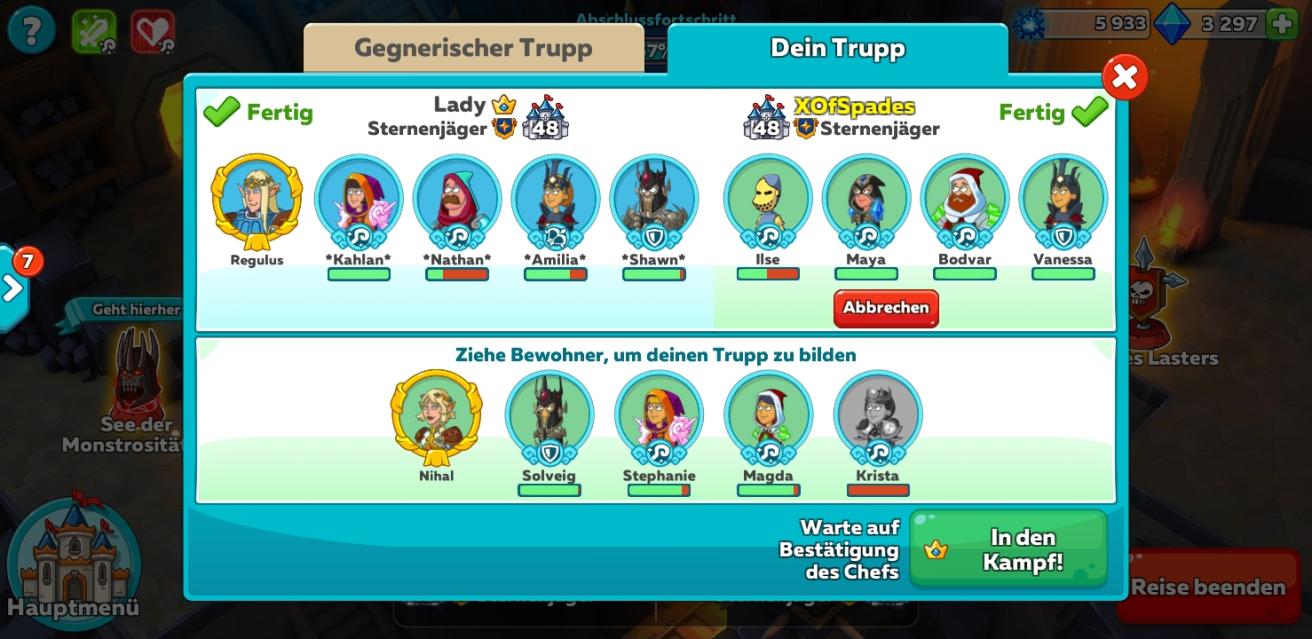 ?
Abschlussfortschritt
5 933
3 297
Gegnerischer Trupp
Dein Trupp
7%
Fertig
Lady
Sternenjäger
48
48
XOfSpades
Sternenjäger
Fertig
Regulus
*Kahlan*
*Nathan*
*Amilia*
*Shawn*
Ilse
Maya
Bodvar
Vanessa
7
Abbrechen
Geht hierher
Ziehe Bewohner, um deinen Trupp zu bilden
es Lasters
See der
Monstrosität
Nihal
Solveig
Stephanie
Magda
Krista
Warte auf
Bestätigung
des Chefs
In den
Kampf!
Hauptmenü
Reise beenden